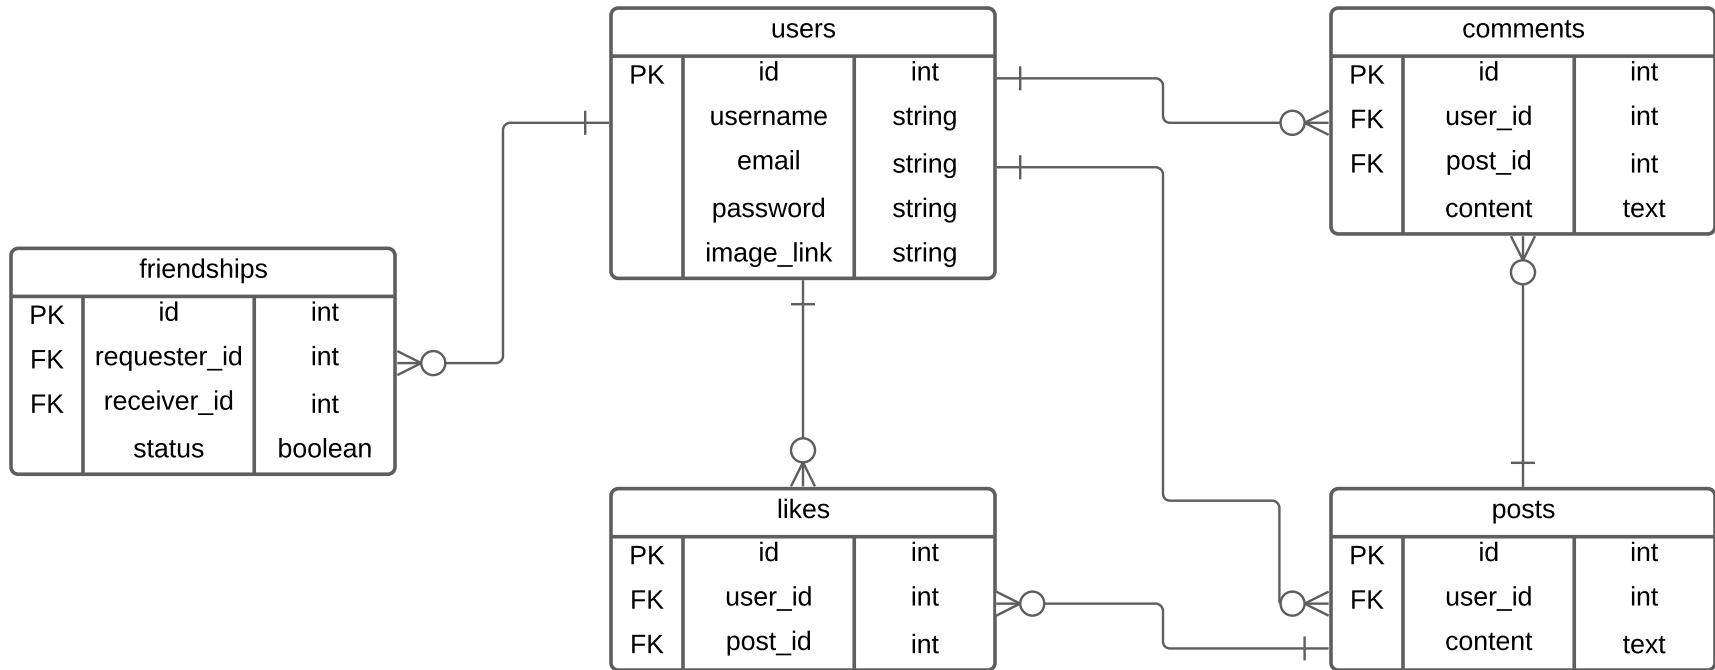 users
PK id int
username string
email string
password string
image_link string
comments
PK id int
FK user_id int
FK post_id int
content text
friendships
PK id int
FK requester_id int
FK receiver_id int
status boolean
likes
PK id int
FK user_id int
FK post_id int
posts
PK id int
FK user_id int
content text